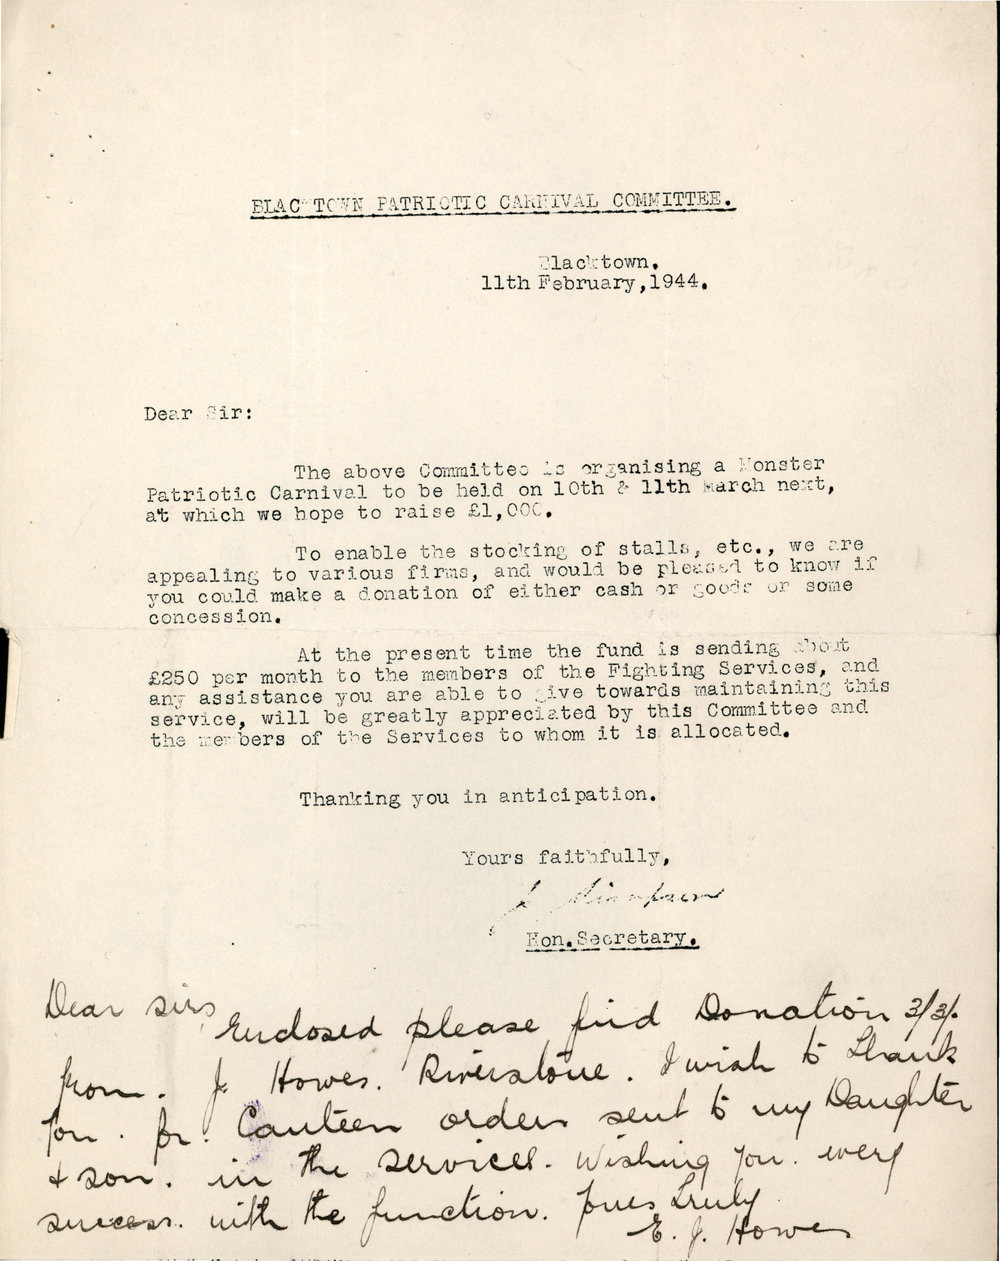 BLACKTOWN PATRIOTIC CARNIVAL COMMITTEE.
Blacktown.
11th February, 1944.
Dear Sir:
The above Committee is organising a Monster
Patriotic Carnival to be held on 10th & 11th March next,
at which we hope to raise £1,000.
To enable the stocking of stalls, etc., we are
appealing to various firms, and would be pleased to know if
you could make a donation of either cash or goods or some
concession.
At the present time the fund is sending about
£250 per month to the members of the Fighting Services, and
any assistance you are able to give towards maintaining this
service, will be greatly appreciated by this Committee and
the members of the Services to whom it is allocated.
Thanking you in anticipation.
Yours faithfully,
J Simpson
Hon. Secretary.
Dear sirs
Enclosed please find Donation 3/3/.
from. J. Howes. Riverstone. I wish to thank
you. for. Canteen orders sent to my Daughter
& son. in the services. Wishing you. every
success. with the function. yours truly
E. J. Howes